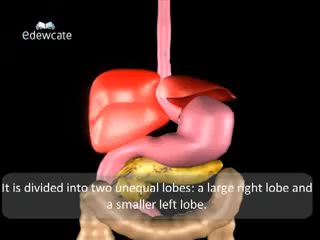 edewcate
It is divided into two unequal lobes: a large right lobe and
a smaller left lobe.